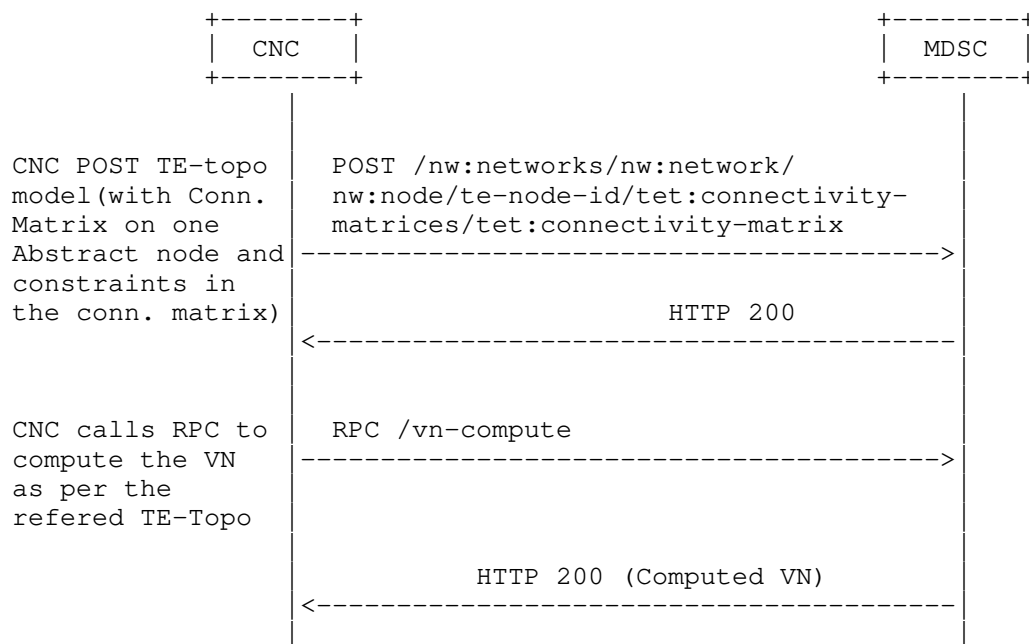 CNC MDSC
CNC POST TE-topo POST /nw:networks/nw:network/
model(with Conn. nw:node/te-node-id/tet:connectivity-
Matrix on one matrices/tet:connectivity-matrix
Abstract node and
constraints in
the conn. matrix) HTTP 200
CNC calls RPC to RPC /vn-compute
compute the VN
as per the
refered TE-Topo
HTTP 200 (Computed VN)